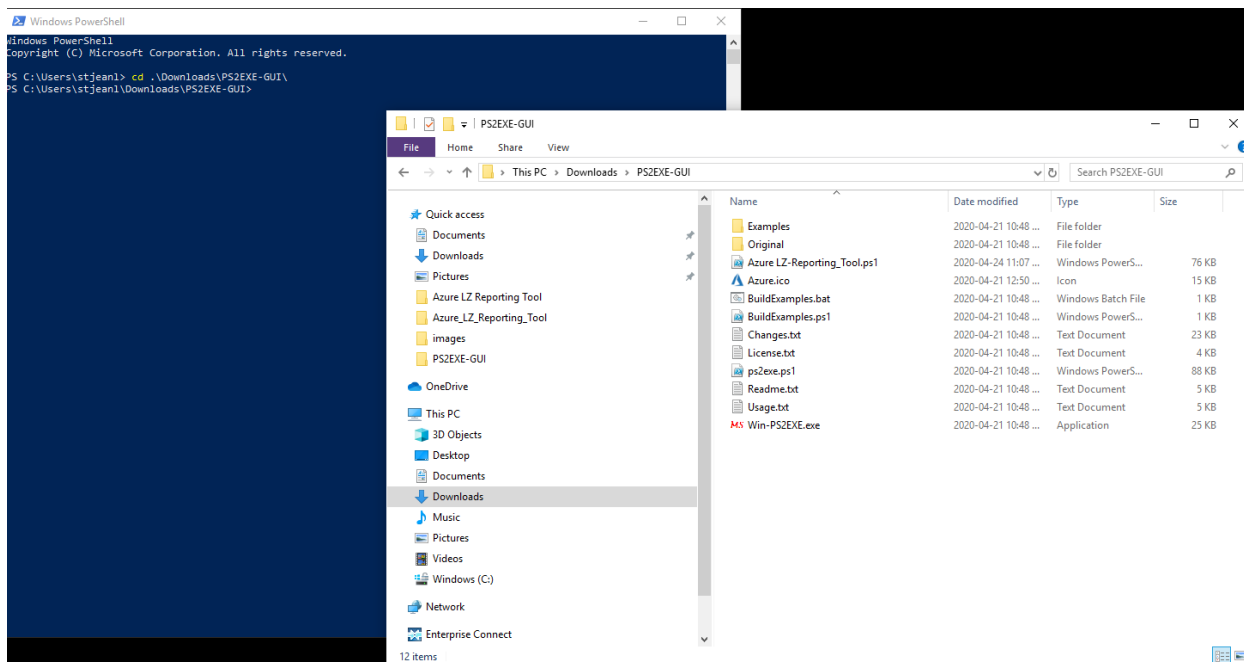 Windows PowerShell
Windows PowerShell
Copyright (C) Microsoft Corporation. All rights reserved.
PS C:\Users\stjeanl> cd .\Downloads\PS2EXE-GUI\
PS C:\Users\stjeanl\Downloads\PS2EXE-GUI>
PS2EXE-GUI
File Home Share View
This PC > Downloads > PS2EXE-GUI
Search PS2EXE-GUI
Quick access
Documents
Downloads
Pictures
Azure LZ Reporting Tool
Azure_LZ_Reporting_Tool
images
PS2EXE-GUI
OneDrive
This PC
3D Objects
Desktop
Documents
Downloads
Music
Pictures
Videos
Windows (C:)
Network
Enterprise Connect
Name Date modified Type Size
Examples 2020-04-21 10:48 ... File folder
Original 2020-04-21 10:48 ... File folder
Azure LZ-Reporting_Tool.ps1 2020-04-24 11:07 ... Windows PowerS... 76 KB
Azure.ico 2020-04-21 12:50 ... Icon 15 KB
BuildExamples.bat 2020-04-21 10:48 ... Windows Batch File 1 KB
BuildExamples.ps1 2020-04-21 10:48 ... Windows PowerS... 1 KB
Changes.txt 2020-04-21 10:48 ... Text Document 23 KB
License.txt 2020-04-21 10:48 ... Text Document 4 KB
ps2exe.ps1 2020-04-21 10:48 ... Windows PowerS... 88 KB
Readme.txt 2020-04-21 10:48 ... Text Document 5 KB
Usage.txt 2020-04-21 10:48 ... Text Document 5 KB
MS Win-PS2EXE.exe 2020-04-21 10:48 ... Application 25 KB
12 items